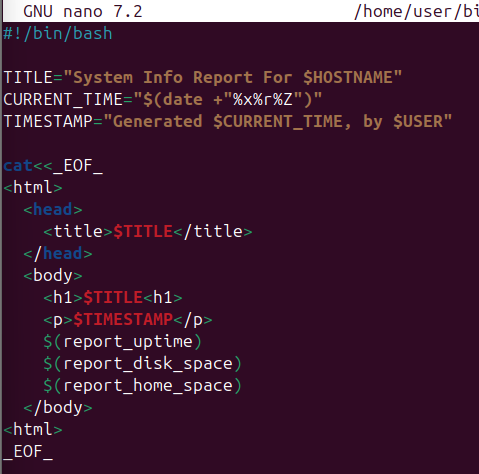 GNU nano 7.2 /home/user/bi
#!/bin/bash
TITLE="System Info Report For $HOSTNAME"
CURRENT_TIME="$(date +"%x%r%Z")"
TIMESTAMP="Generated $CURRENT_TIME, by $USER"
cat<<_EOF_
<html>
  <head>
    <title>$TITLE</title>
  </head>
  <body>
    <h1>$TITLE<h1>
    <p>$TIMESTAMP</p>
    $(report_uptime)
    $(report_disk_space)
    $(report_home_space)
  </body>
<html>
_EOF_